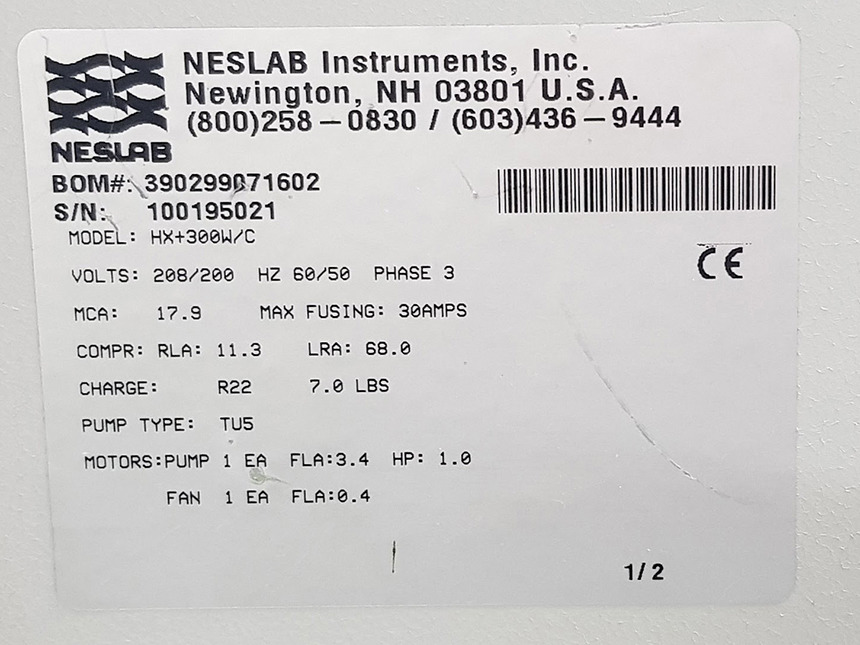 NESLAB Instruments, Inc.
Newington, NH 03801 U.S.A.
(800)258-0830 / (603)436-9444
NESLAB
BOM#: 390299071602
S/N: 100195021
MODEL: HX+300W/C
CE
VOLTS: 208/200 HZ 60/50 PHASE 3
MCA: 17.9 MAX FUSING: 30AMPS
COMPR: RLA: 11.3 LRA: 68.0
CHARGE: R22 7.0 LBS
PUMP TYPE: TU5
MOTORS:PUMP 1 EA FLA:3.4 HP: 1.0
FAN 1 EA FLA:0.4
1/2